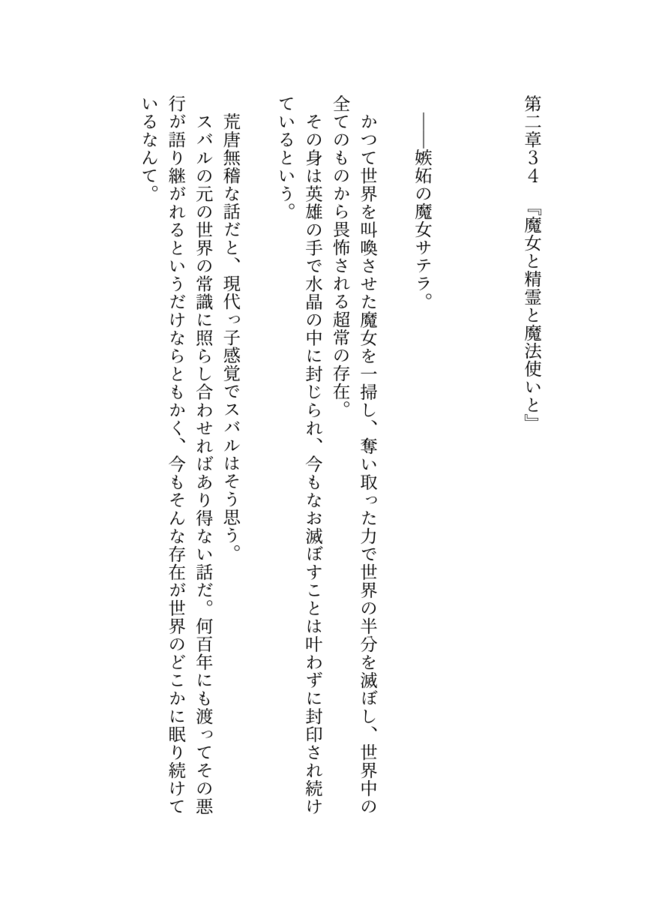 第二章３４　『魔女と精霊と魔法使いと』
――嫉妬の魔女サテラ。
かつて世界を叫喚させた魔女を一掃し、奪い取った力で世界の半分を滅ぼし、世界中の
全てのものから畏怖される超常の存在。
その身は英雄の手で水晶の中に封じられ、今もなお滅ぼすことは叶わずに封印され続け
ているという。
荒唐無稽な話だと、現代っ子感覚でスバルはそう思う。
スバルの元の世界の常識に照らし合わせればあり得ない話だ。何百年にも渡ってその悪
行が語り継がれるというだけならともかく、今もそんな存在が世界のどこかに眠り続けて
いるなんて。